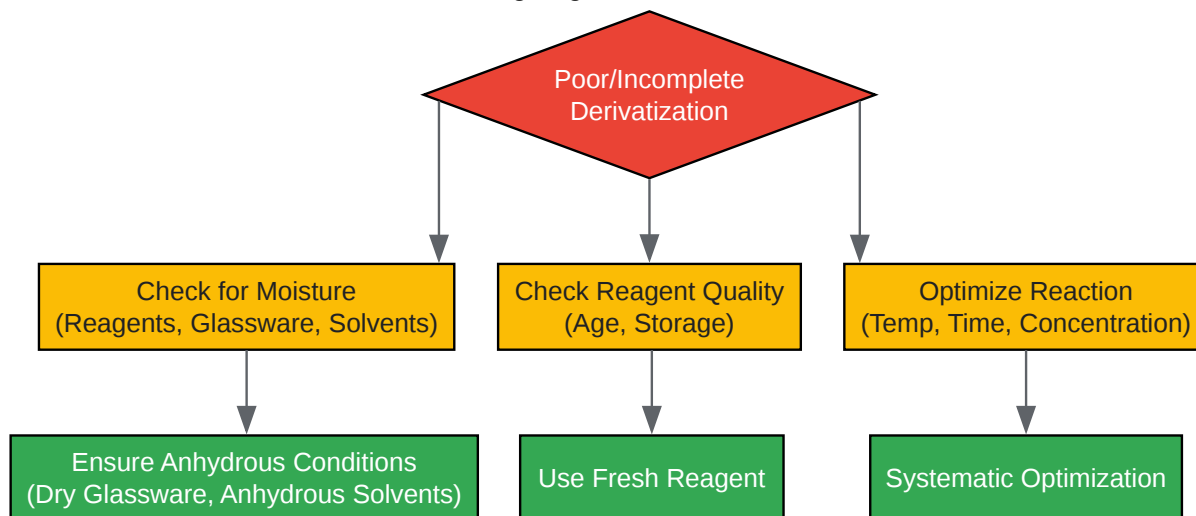 Poor/Incomplete
Derivatization
Check for Moisture
(Reagents, Glassware, Solvents)
Check Reagent Quality
(Age, Storage)
Optimize Reaction
(Temp, Time, Concentration)
Ensure Anhydrous Conditions
(Dry Glassware, Anhydrous Solvents)
Use Fresh Reagent
Systematic Optimization